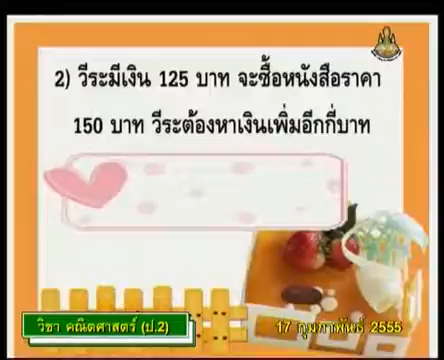 2) วีระมีเงิน 125 บาท จะซื้อหนังสือราคา
150 บาท วีระต้องหาเงินเพิ่มอีกกี่บาท
วิชา คณิตศาสตร์ (ป.2)
17 กุมภาพันธ์ 2555